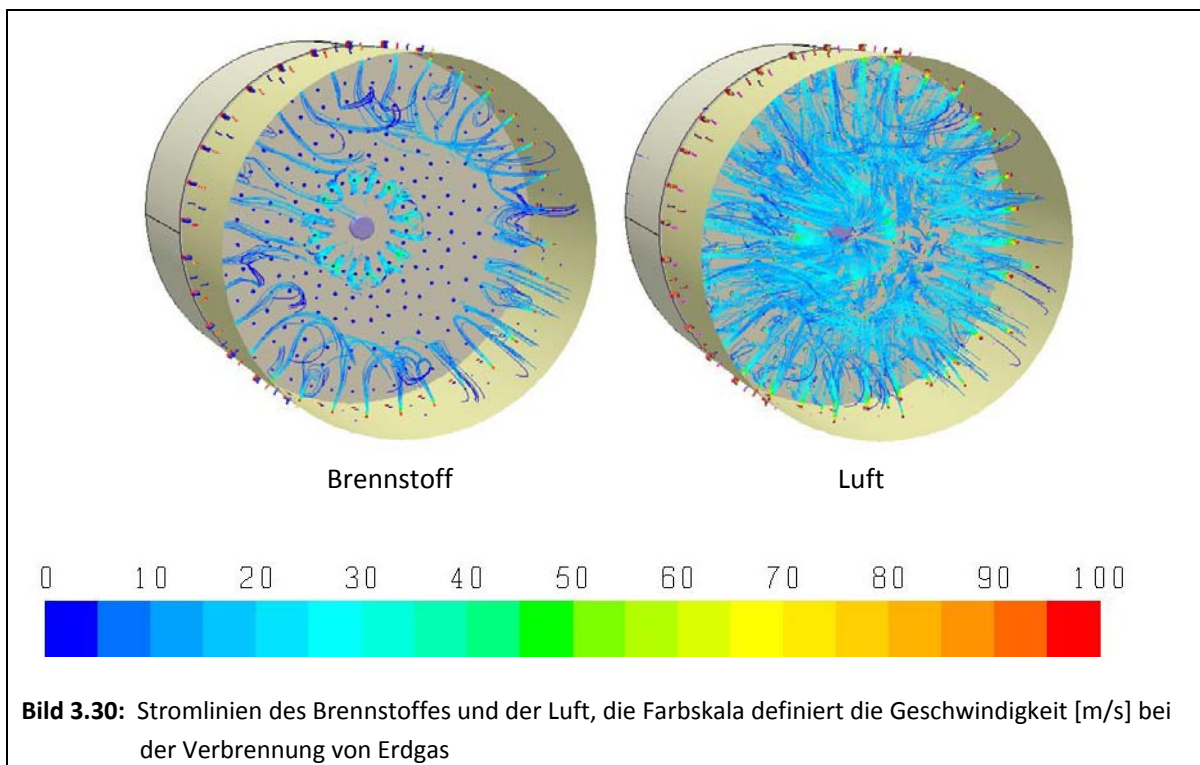 Brennstoff Luft
0 10 20 30 40 50 60 70 80 90 100
Bild 3.30: Stromlinien des Brennstoffes und der Luft, die Farbskala definiert die Geschwindigkeit [m/s] bei
der Verbrennung von Erdgas